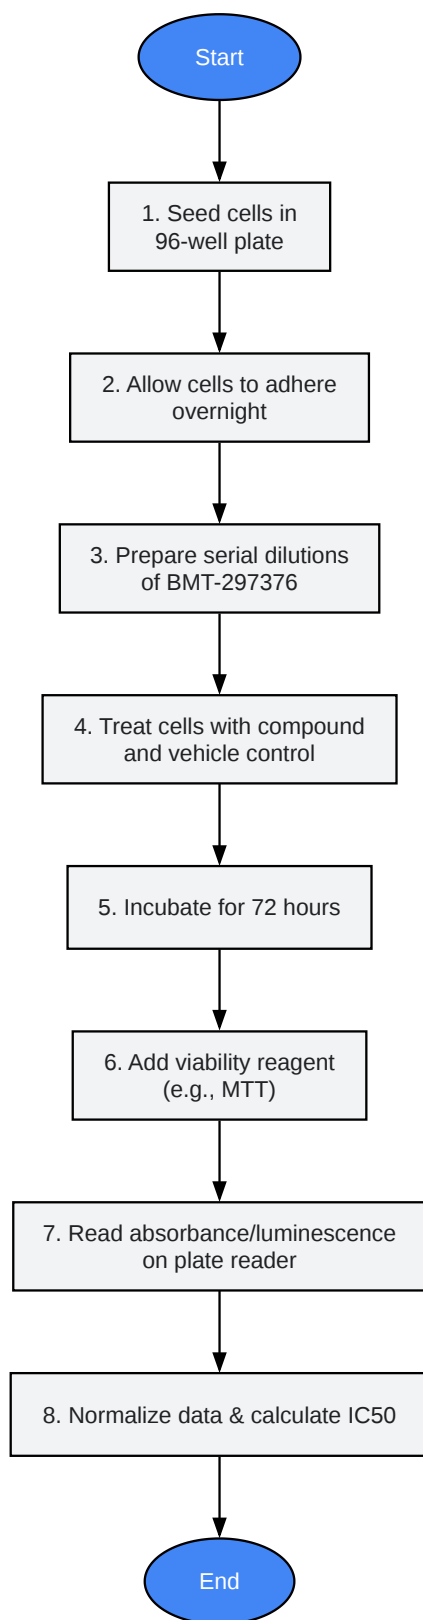 Start
1. Seed cells in
96-well plate
2. Allow cells to adhere
overnight
3. Prepare serial dilutions
of BMT-297376
4. Treat cells with compound
and vehicle control
5. Incubate for 72 hours
6. Add viability reagent
(e.g., MTT)
7. Read absorbance/luminescence
on plate reader
8. Normalize data & calculate IC50
End